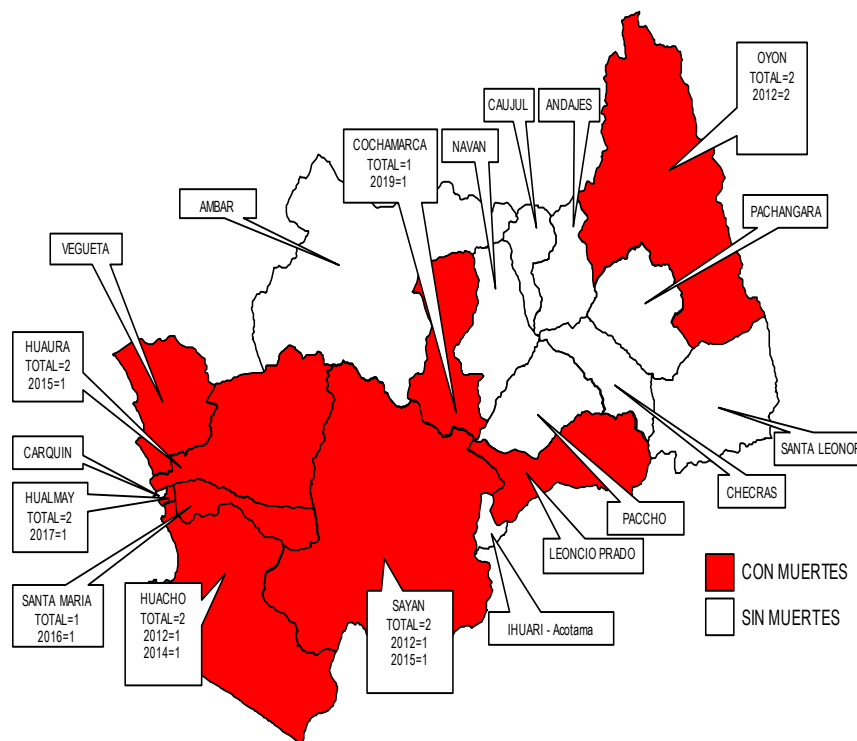 OYON
TOTAL=2
2012=2
CAUJUL
ANDAJES
COCHAMARCA
TOTAL=1
2019=1
NAVAN
AMBAR
PACHANGARA
VEGUETA
HUAURA
TOTAL=2
2015=1
CARQUIN
SANTA LEONOR
HUALMAY
TOTAL=2
2017=1
CHECRAS
PACCHO
LEONCIO PRADO
SANTA MARIA
TOTAL=1
2016=1
HUACHO
TOTAL=2
2012=1
2014=1
SAYAN
TOTAL=2
2012=1
2015=1
IHUARI - Acotama
CON MUERTES
SIN MUERTES